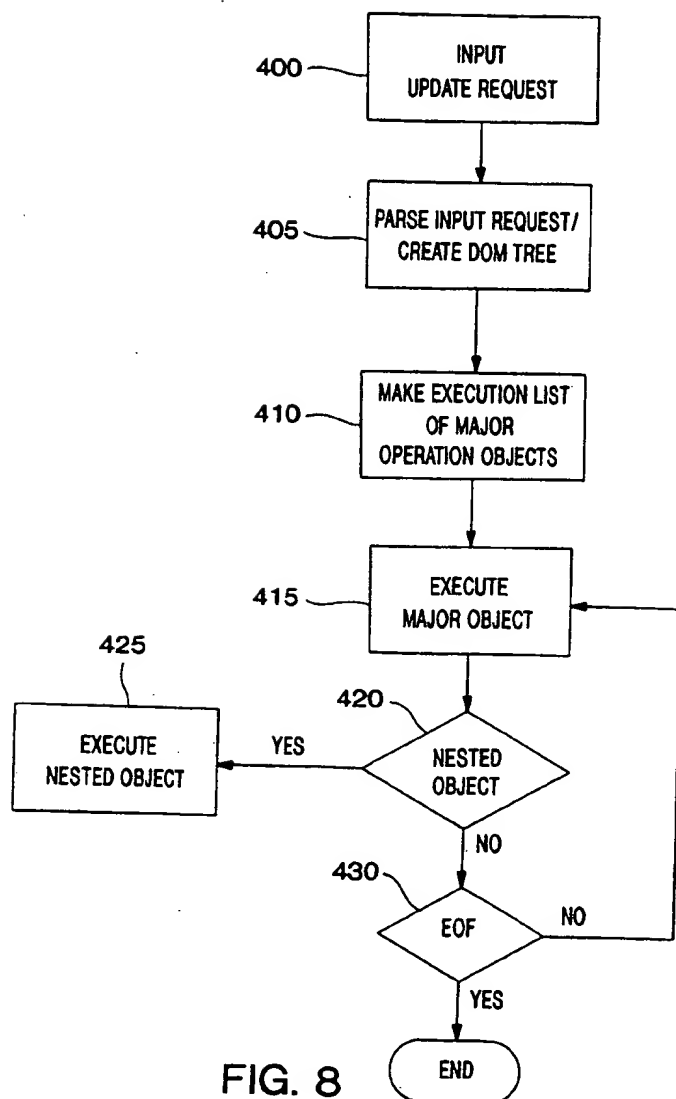 400
INPUT
UPDATE REQUEST
405
PARSE INPUT REQUEST/
CREATE DOM TREE
410
MAKE EXECUTION LIST
OF MAJOR
OPERATION OBJECTS
415
EXECUTE
MAJOR OBJECT
425
EXECUTE
NESTED OBJECT
YES
420
NESTED
OBJECT
NO
430
EOF
NO
YES
END
FIG. 8